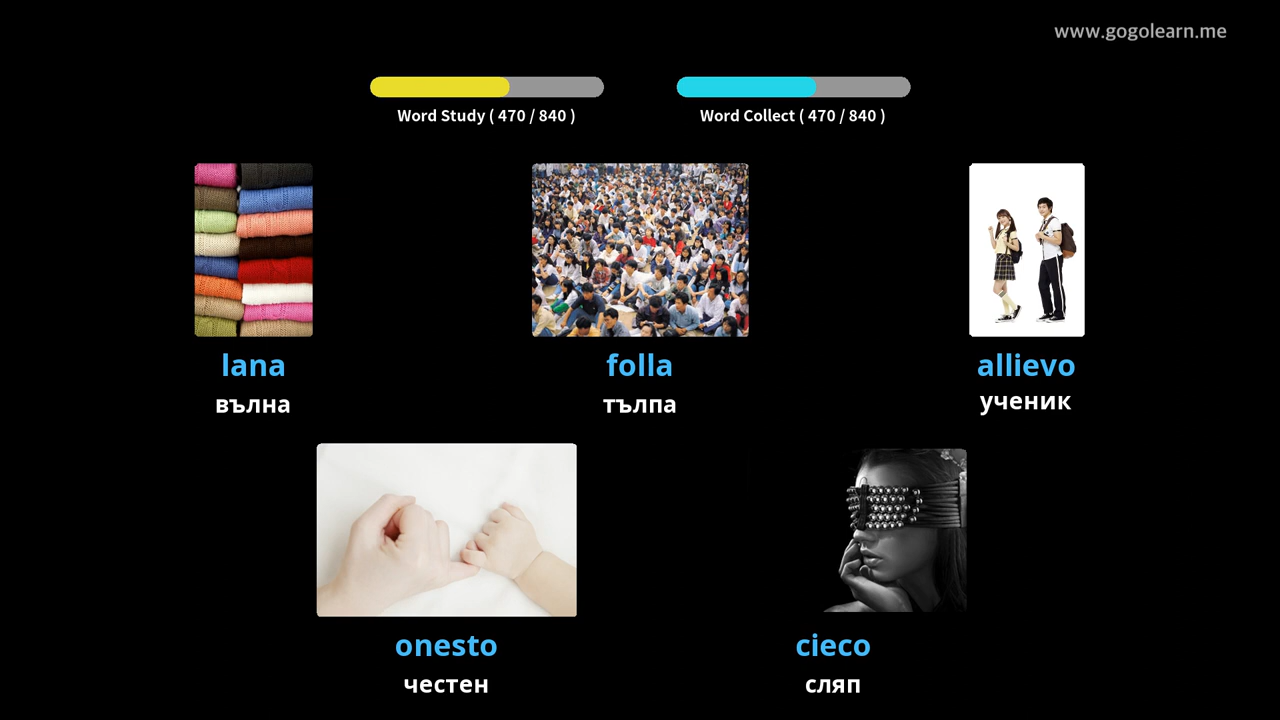 www.gogolearn.me
Word Study ( 470 / 840 )
Word Collect ( 470 / 840 )
lana
вълна
folla
тълпа
allievo
ученик
onesto
честен
cieco
сляп